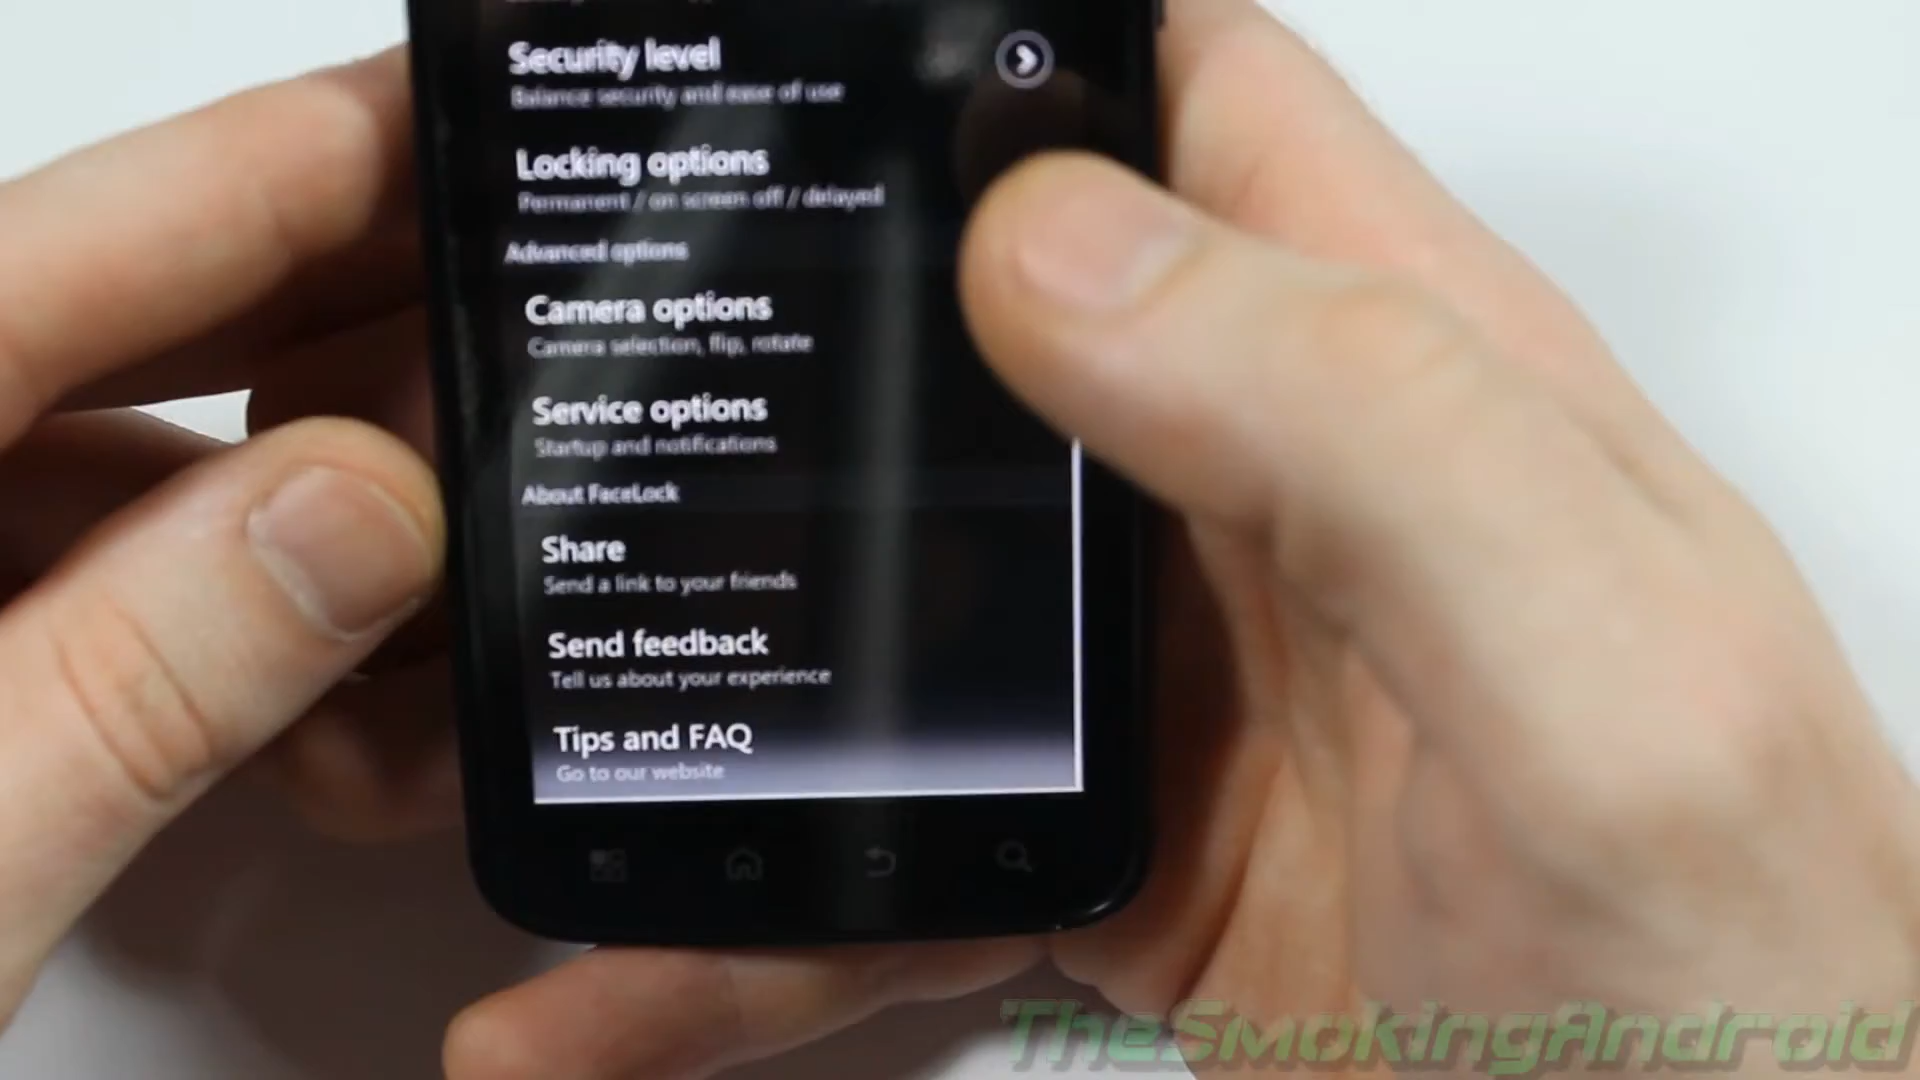 Security level
Balance security and ease of use
Locking options
Permanent / on screen off / delayed
Advanced options
Camera options
Camera selection, flip, rotate
Service options
Startup and notifications
About FaceLock
Share
Send a link to your friends
Send feedback
Tell us about your experience
Tips and FAQ
Go to our website
TheSmokingAndroid